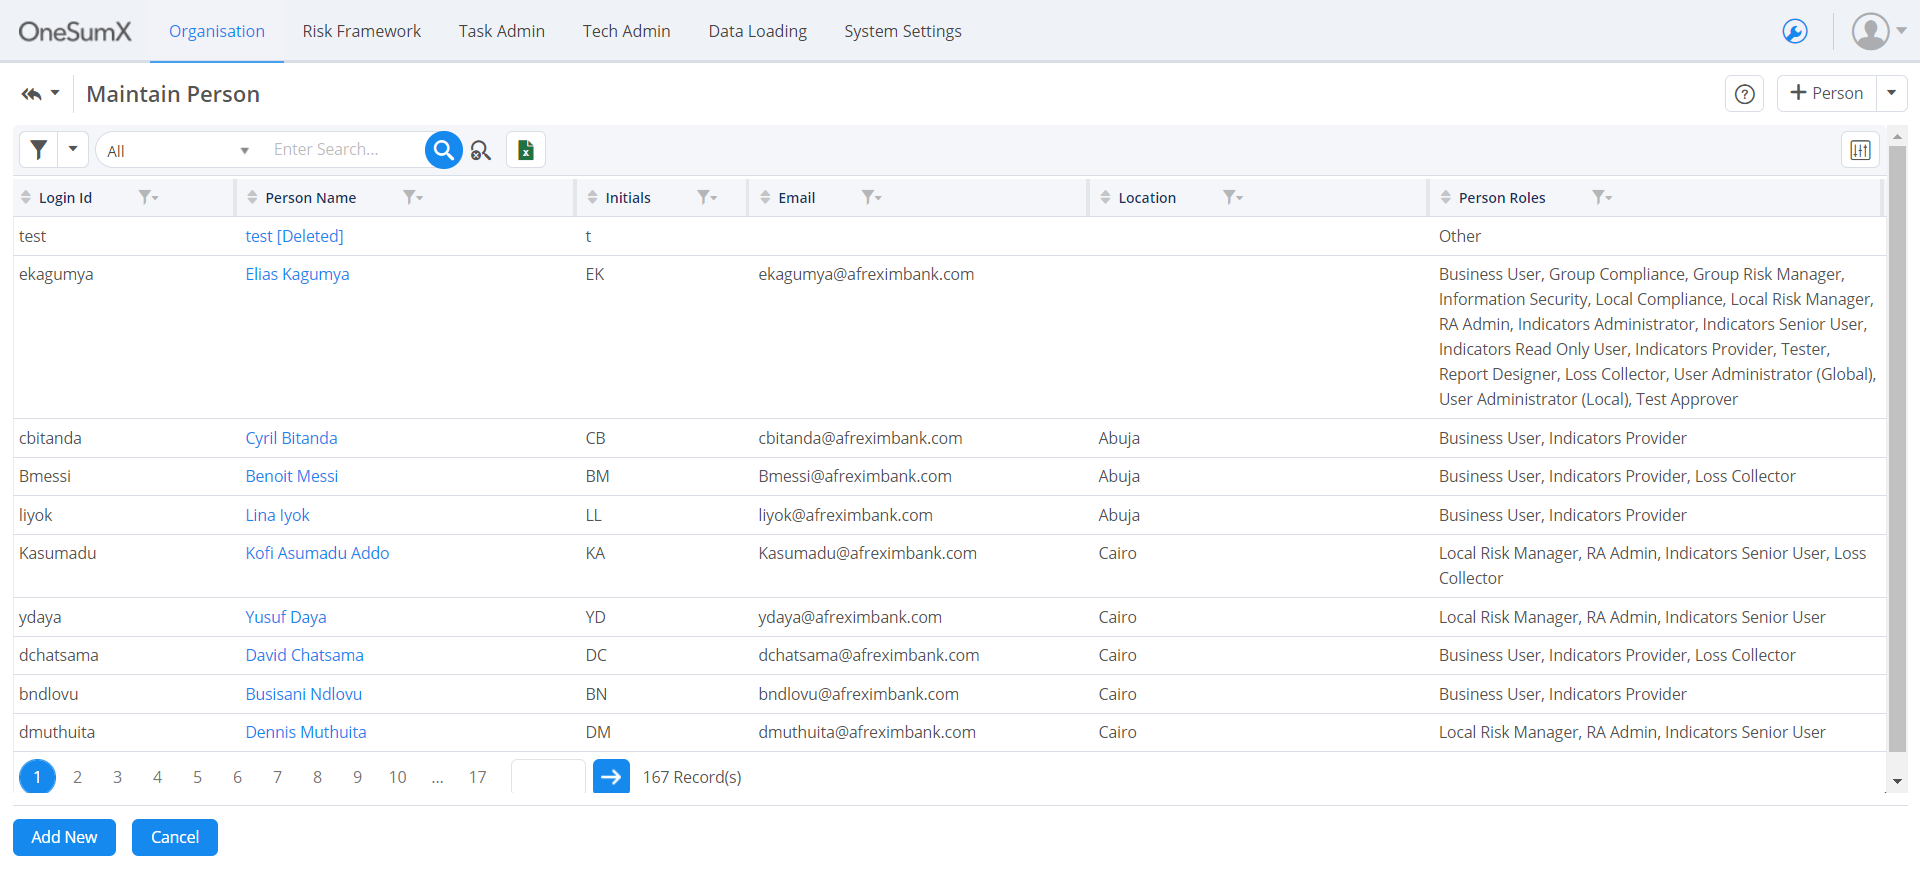 OneSumX Organisation Risk Framework Task Admin Tech Admin Data Loading System Settings
Maintain Person ? + Person
All Enter Search...
Login Id Person Name Initials Email Location Person Roles
test test [Deleted] t Other
ekagumya Elias Kagumya EK ekagumya@afreximbank.com Business User, Group Compliance, Group Risk Manager,
Information Security, Local Compliance, Local Risk Manager,
RA Admin, Indicators Administrator, Indicators Senior User,
Indicators Read Only User, Indicators Provider, Tester,
Report Designer, Loss Collector, User Administrator (Global),
User Administrator (Local), Test Approver
cbitanda Cyril Bitanda CB cbitanda@afreximbank.com Abuja Business User, Indicators Provider
Bmessi Benoit Messi BM Bmessi@afreximbank.com Abuja Business User, Indicators Provider, Loss Collector
liyok Lina Iyok LL liyok@afreximbank.com Abuja Business User, Indicators Provider
Kasumadu Kofi Asumadu Addo KA Kasumadu@afreximbank.com Cairo Local Risk Manager, RA Admin, Indicators Senior User, Loss
Collector
ydaya Yusuf Daya YD ydaya@afreximbank.com Cairo Local Risk Manager, RA Admin, Indicators Senior User
dchatsama David Chatsama DC dchatsama@afreximbank.com Cairo Business User, Indicators Provider, Loss Collector
bndlovu Busisani Ndlovu BN bndlovu@afreximbank.com Cairo Business User, Indicators Provider
dmuthuita Dennis Muthuita DM dmuthuita@afreximbank.com Cairo Local Risk Manager, RA Admin, Indicators Senior User
1 2 3 4 5 6 7 8 9 10 ... 17 167 Record(s)
Add New Cancel